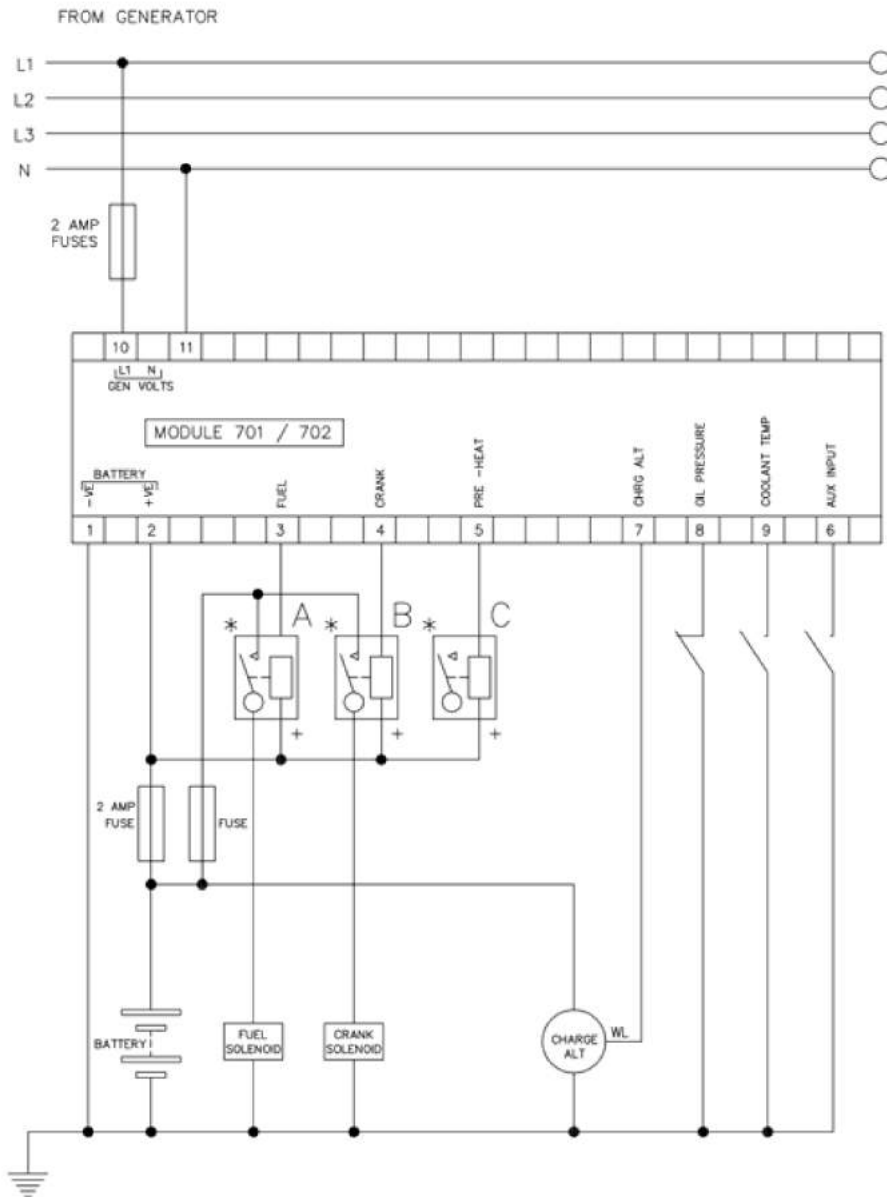 FROM GENERATOR
L1
L2
L3
N
2 AMP
FUSES
10 11
L1 N
GEN VOLTS
MODULE 701 / 702
BATTERY
-VE
+VE
FUEL
CRANK
PRE -HEAT
CHRG ALT
OIL PRESSURE
COOLANT TEMP
AUX INPUT
1 2 3 4 5 7 8 9 6
* A * B * C
+ + +
2 AMP
FUSE
FUSE
BATTERY
FUEL
SOLENOID
CRANK
SOLENOID
CHARGE
ALT
WL